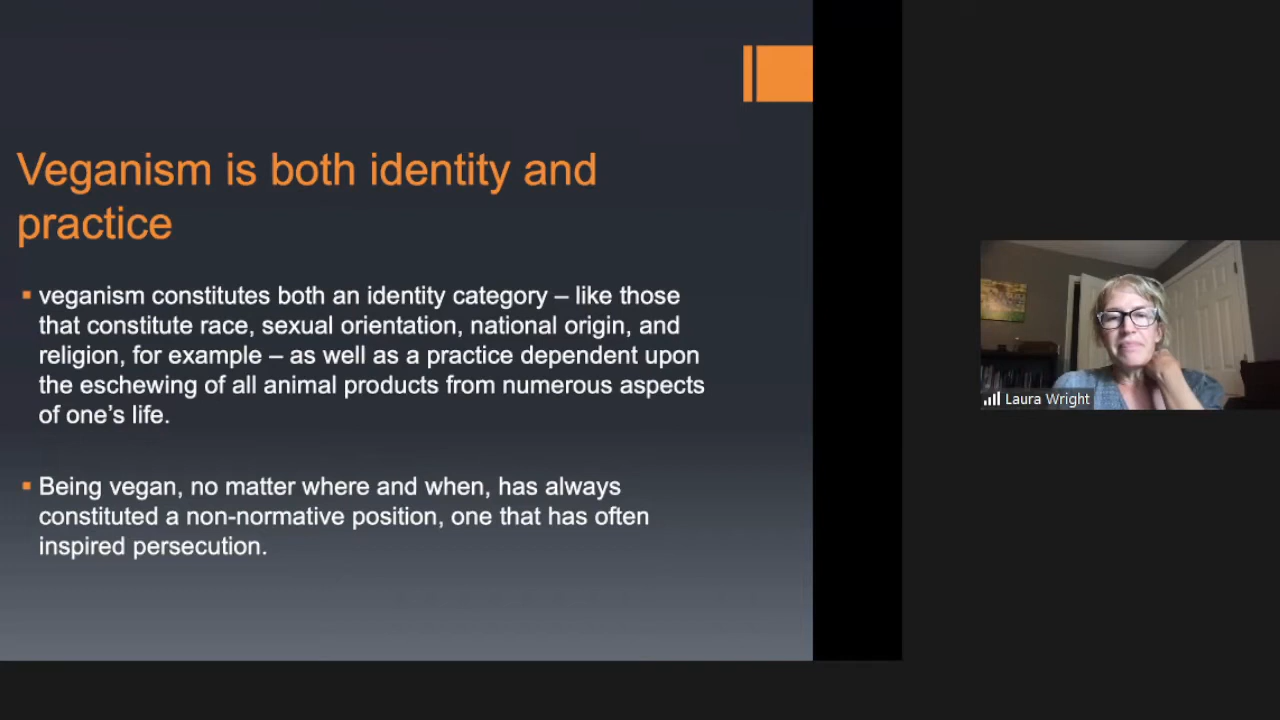 Veganism is both identity and
practice
veganism constitutes both an identity category – like those
that constitute race, sexual orientation, national origin, and
religion, for example – as well as a practice dependent upon
the eschewing of all animal products from numerous aspects
of one’s life.
Being vegan, no matter where and when, has always
constituted a non-normative position, one that has often
inspired persecution.
Laura Wright